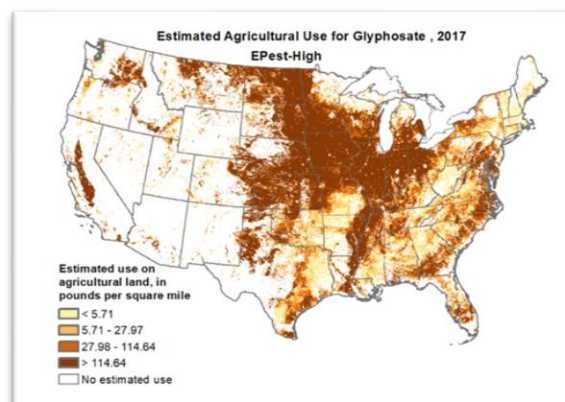 Estimated Agricultural Use for Glyphosate , 2017
EPest-High
Estimated use on
agricultural land, in
pounds per square mile
< 5.71
5.71 - 27.97
27.98 - 114.64
> 114.64
No estimated use